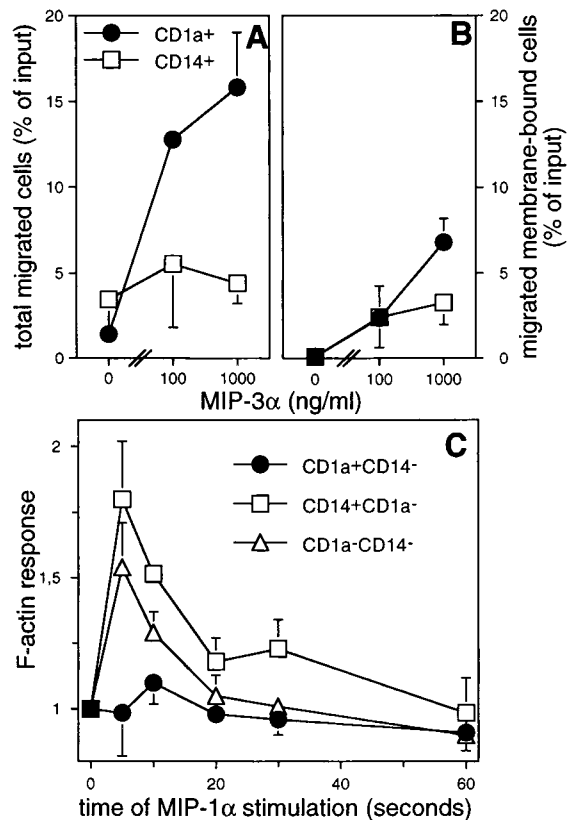 A
B
CD1a+
CD14+
total migrated cells (% of input)
20
15
10
5
0
0
100
1000
0
100
1000
20
15
10
5
0
migrated membrane-bound cells
(% of input)
MIP-3α (ng/ml)
C
CD1a+CD14-
CD14+CD1a-
CD1a-CD14-
F-actin response
2
1,5
1
0
20
40
60
time of MIP-1α stimulation (seconds)